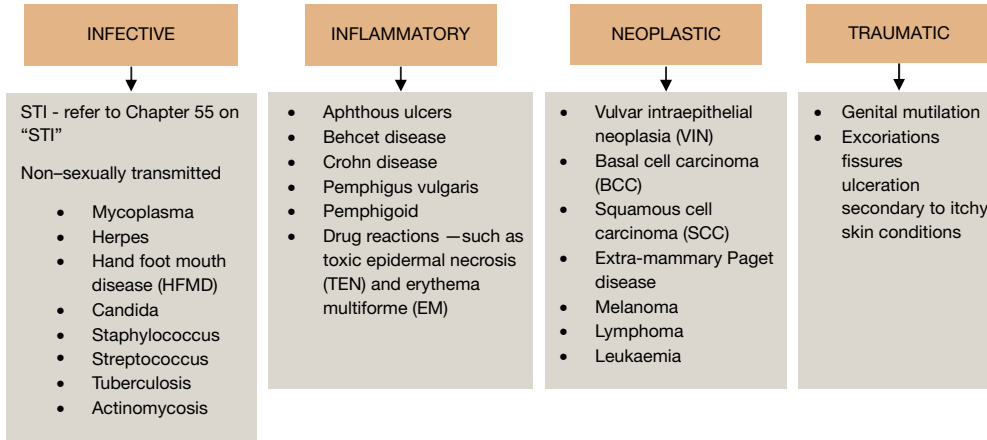 INFECTIVE
STI - refer to Chapter 55 on
“STI”
Non–sexually transmitted
• Mycoplasma
• Herpes
• Hand foot mouth
disease (HFMD)
• Candida
• Staphylococcus
• Streptococcus
• Tuberculosis
• Actinomycosis
INFLAMMATORY
• Aphthous ulcers
• Behcet disease
• Crohn disease
• Pemphigus vulgaris
• Pemphigoid
• Drug reactions —such as
toxic epidermal necrosis
(TEN) and erythema
multiforme (EM)
NEOPLASTIC
• Vulvar intraepithelial
neoplasia (VIN)
• Basal cell carcinoma
(BCC)
• Squamous cell
carcinoma (SCC)
• Extra-mammary Paget
disease
• Melanoma
• Lymphoma
• Leukaemia
TRAUMATIC
• Genital mutilation
• Excoriations
fissures
ulceration
secondary to itchy
skin conditions